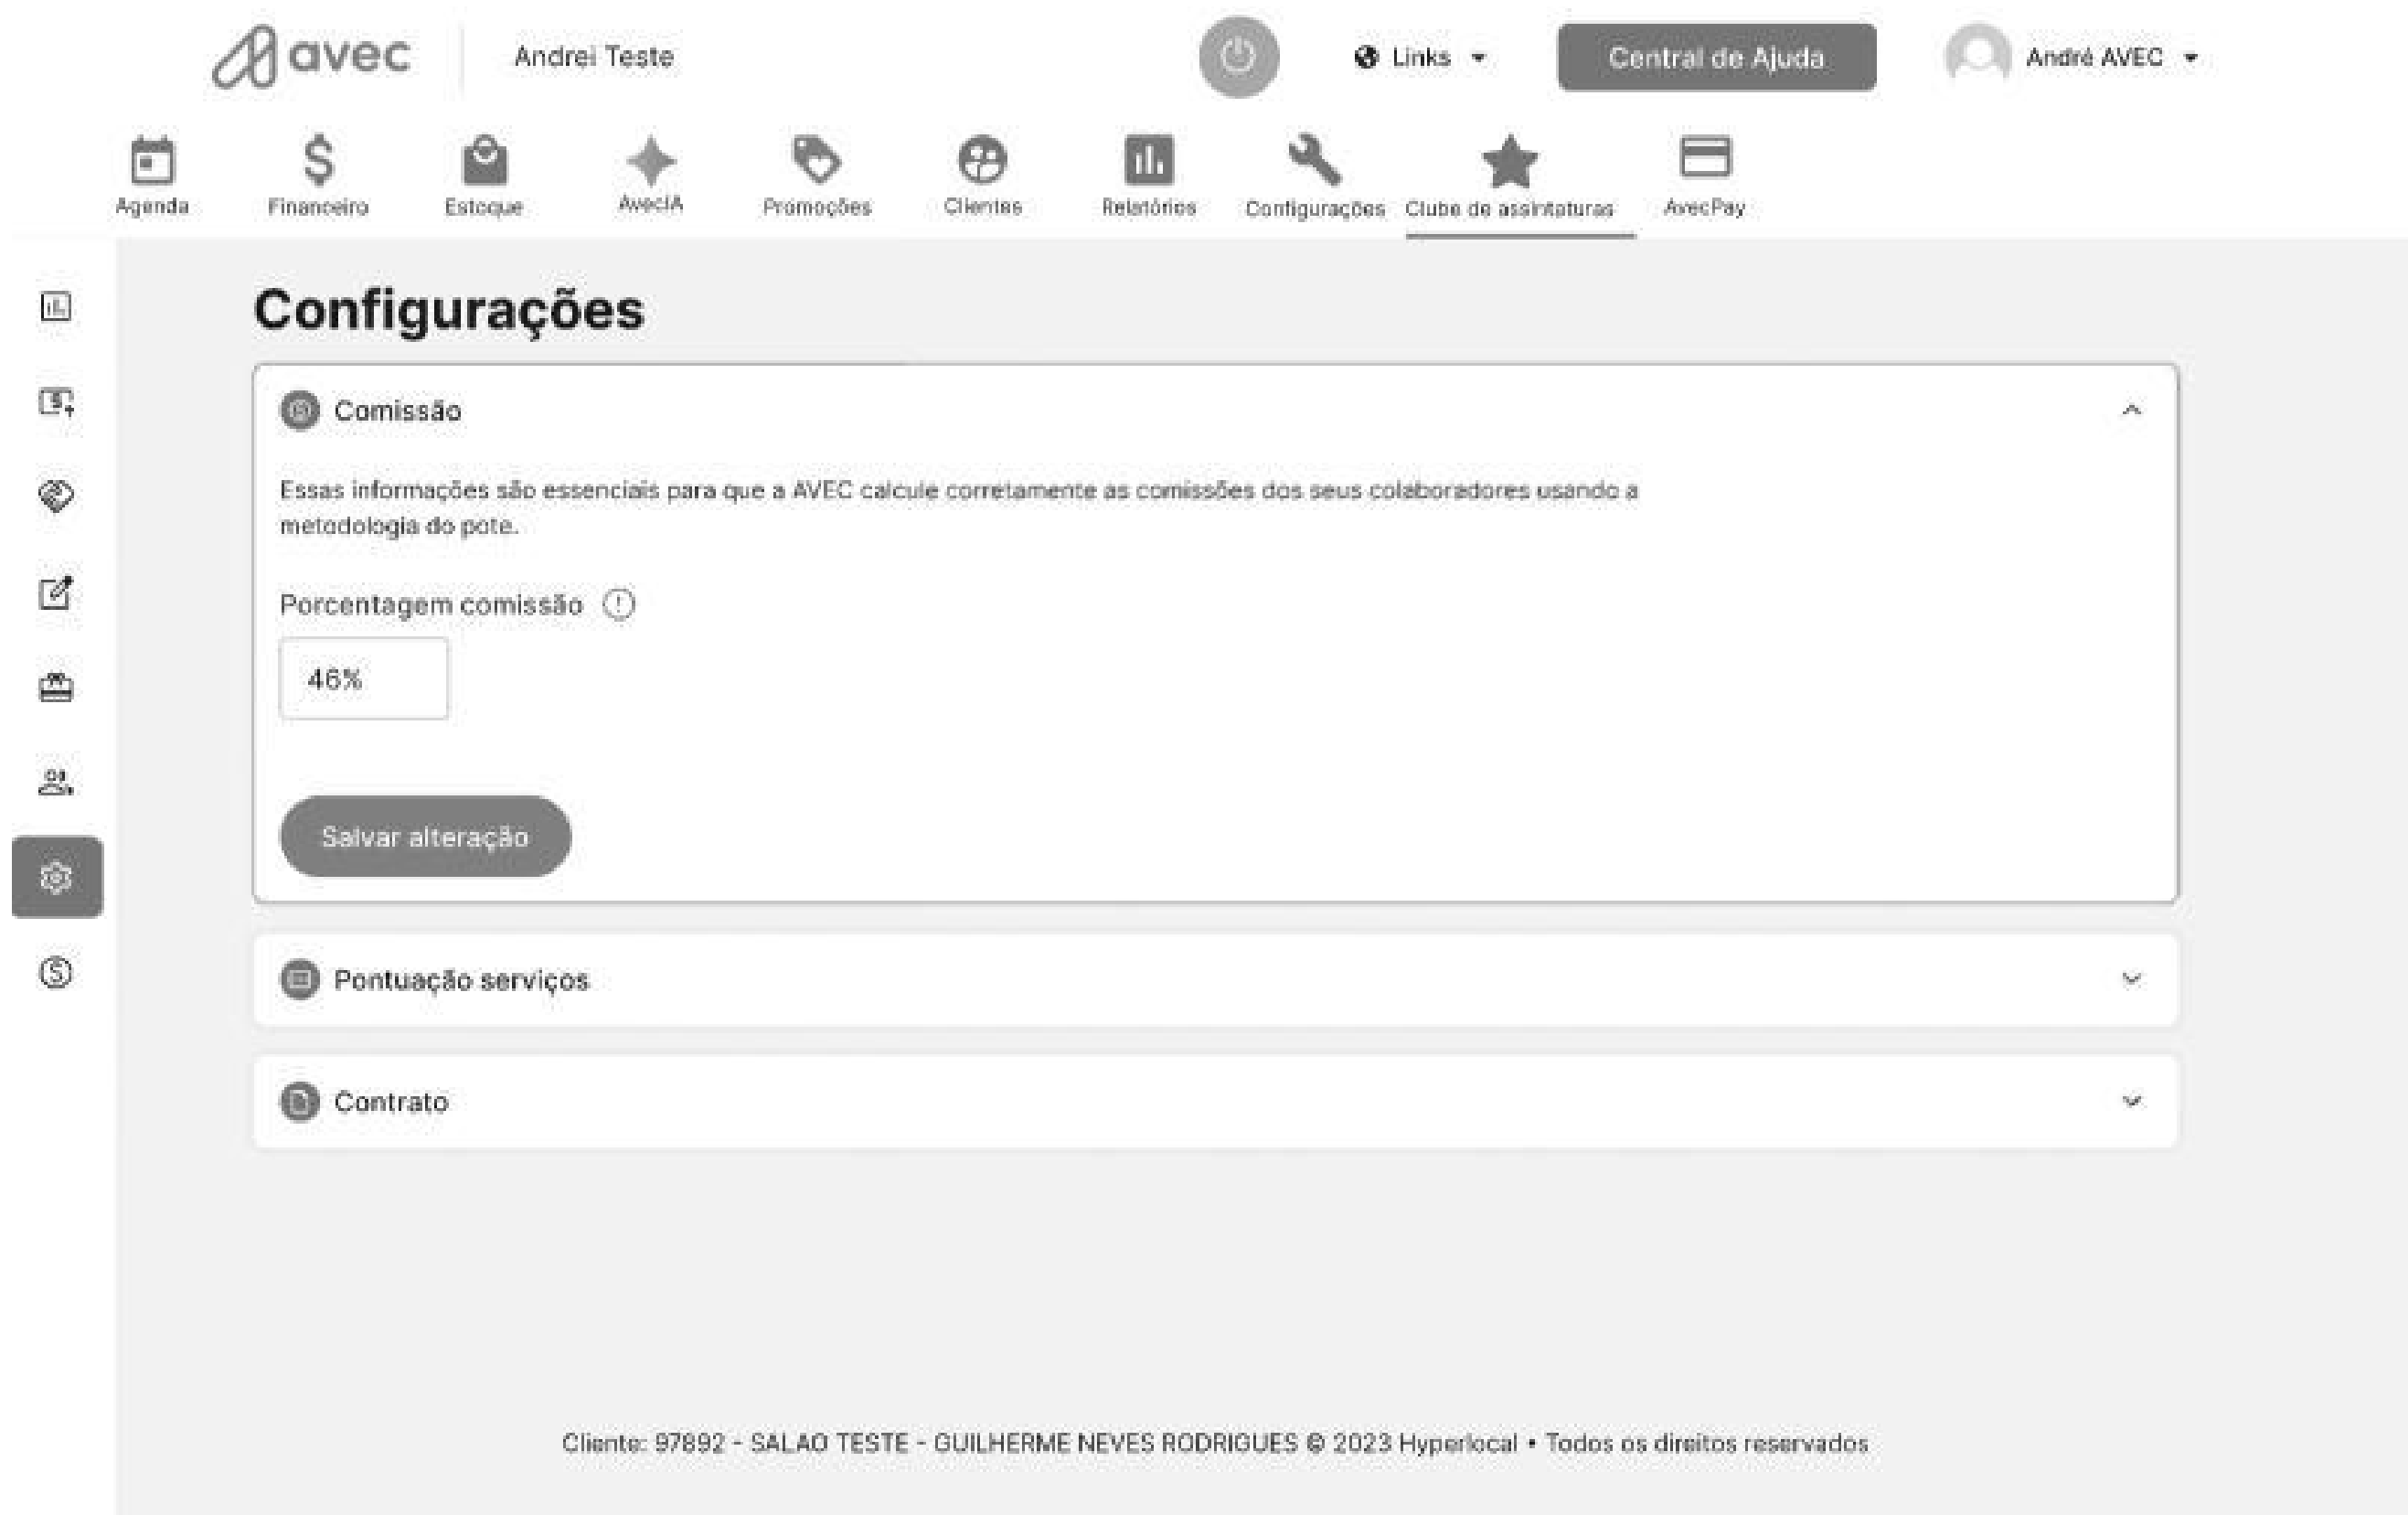 avec
Andrei Teste
Links
Central de Ajuda
André AVEC
Agenda
Financeiro
Estoque
AvecIA
Promoções
Clientes
Relatórios
Configurações
Clube de assintaturas
AvecPay
Configurações
Comissão
Essas informações são essenciais para que a AVEC calcule corretamente as comissões dos seus colaboradores usando a
metodologia do pote.
Porcentagem comissão
46%
Salvar alteração
Pontuação serviços
Contrato
Cliente: 97892 - SALAO TESTE - GUILHERME NEVES RODRIGUES © 2023 Hyperlocal • Todos os direitos reservados